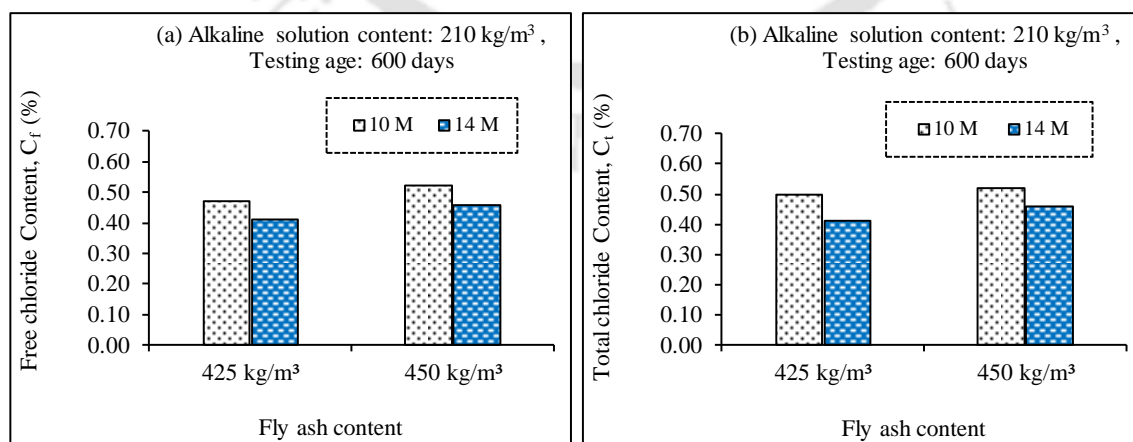 (a) Alkaline solution content: 210 kg/m³ ,
Testing age: 600 days
10 M 14 M
Free chloride Content, Cf (%)
0.70
0.60
0.50
0.40
0.30
0.20
0.10
0.00
425 kg/m³ 450 kg/m³
Fly ash content
(b) Alkaline solution content: 210 kg/m³ ,
Testing age: 600 days
10 M 14 M
Total chloride Content, Ct (%)
0.70
0.60
0.50
0.40
0.30
0.20
0.10
0.00
425 kg/m³ 450 kg/m³
Fly ash content